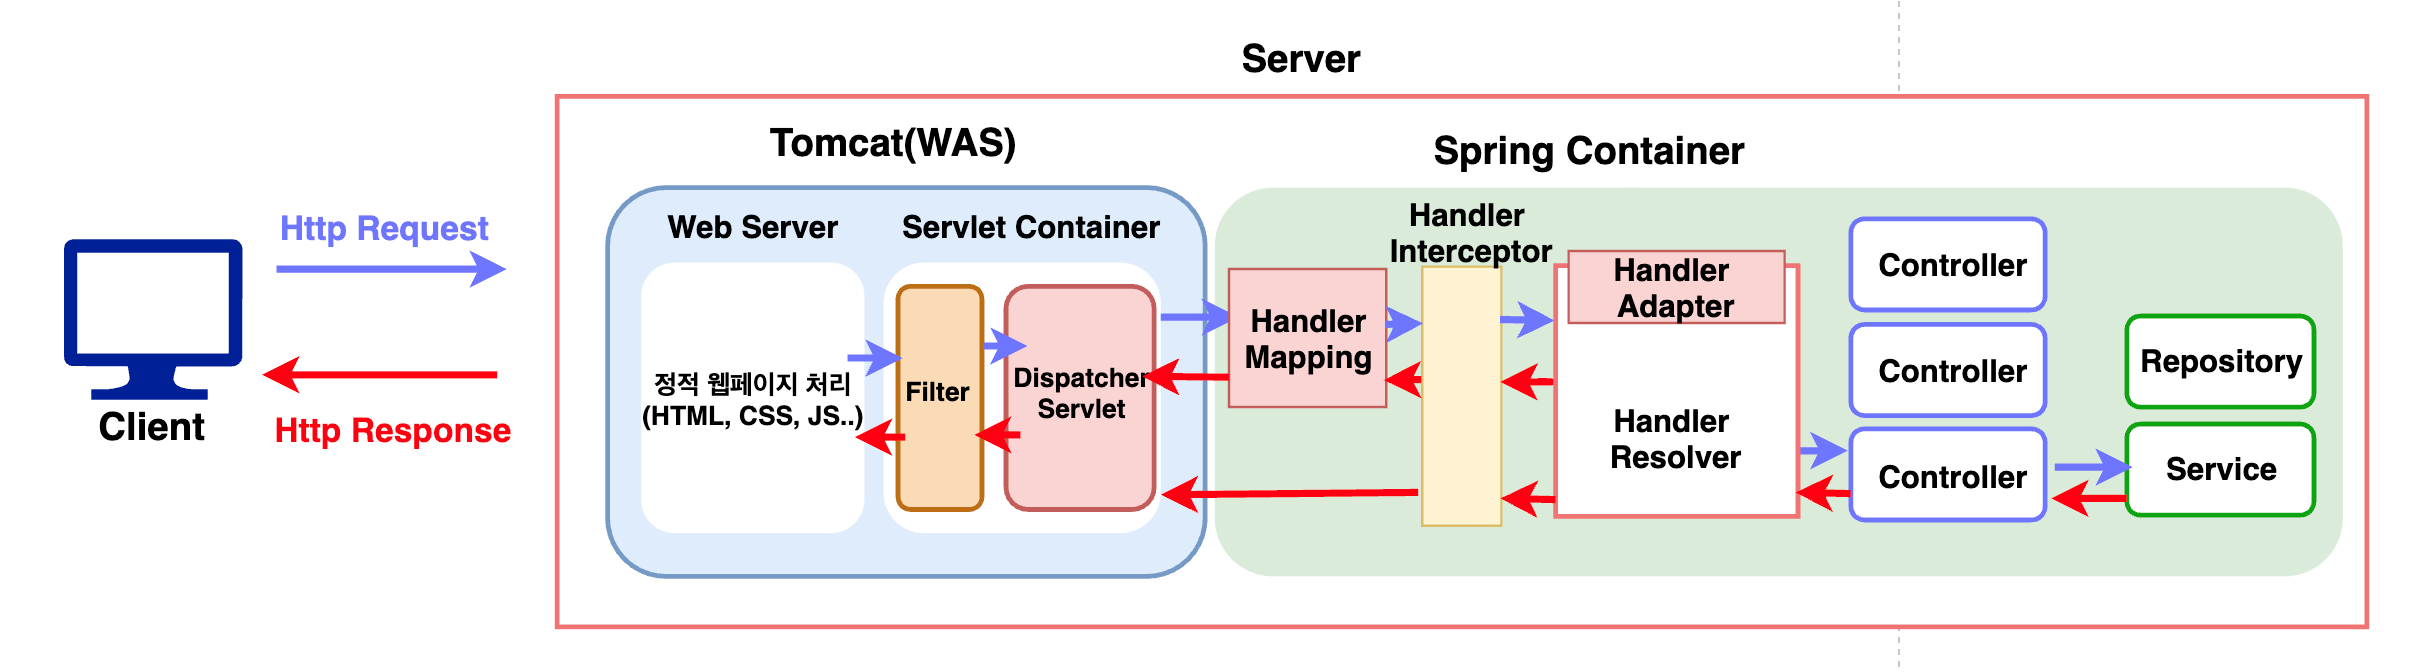 Server
Tomcat(WAS)
Spring Container
Http Request
Http Response
Client
Web Server
정적 웹페이지 처리
(HTML, CSS, JS..)
Servlet Container
Filter
Dispatcher
Servlet
Handler
Mapping
Handler
Interceptor
Handler
Adapter
Handler
Resolver
Controller
Controller
Controller
Repository
Service